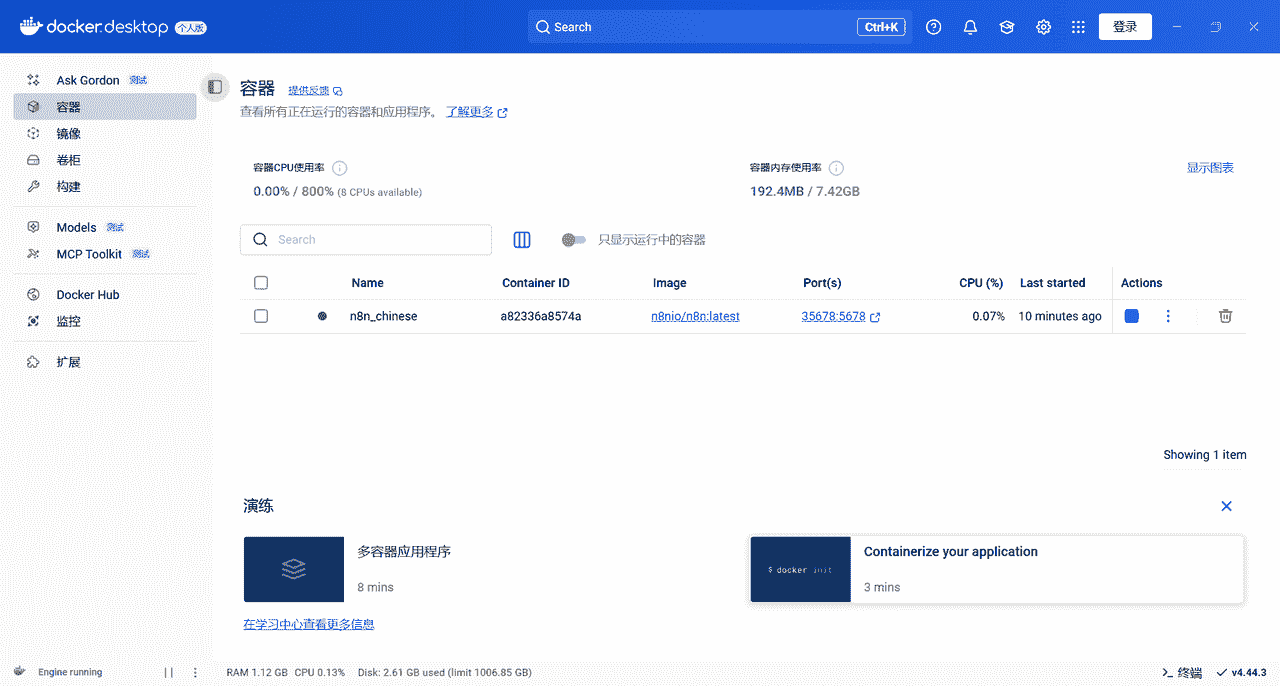 docker.desktop 个人版
Search Ctrl+K
登录
Ask Gordon 测试
容器
镜像
卷柜
构建
Models 测试
MCP Toolkit 测试
Docker Hub
监控
扩展
容器 提供反馈
查看所有正在运行的容器和应用程序。 了解更多
容器CPU使用率
0.00% / 800% (8 CPUs available)
容器内存使用率
192.4MB / 7.42GB
显示图表
Search
只显示运行中的容器
Name Container ID Image Port(s) CPU (%) Last started Actions
n8n_chinese a82336a8574a n8nio/n8n:latest 35678:5678 0.07% 10 minutes ago
Showing 1 item
演练
多容器应用程序
8 mins
$ docker init
Containerize your application
3 mins
在学习中心查看更多信息
Engine running
RAM 1.12 GB CPU 0.13% Disk: 2.61 GB used (limit 1006.85 GB)
>_ 终端
v4.44.3